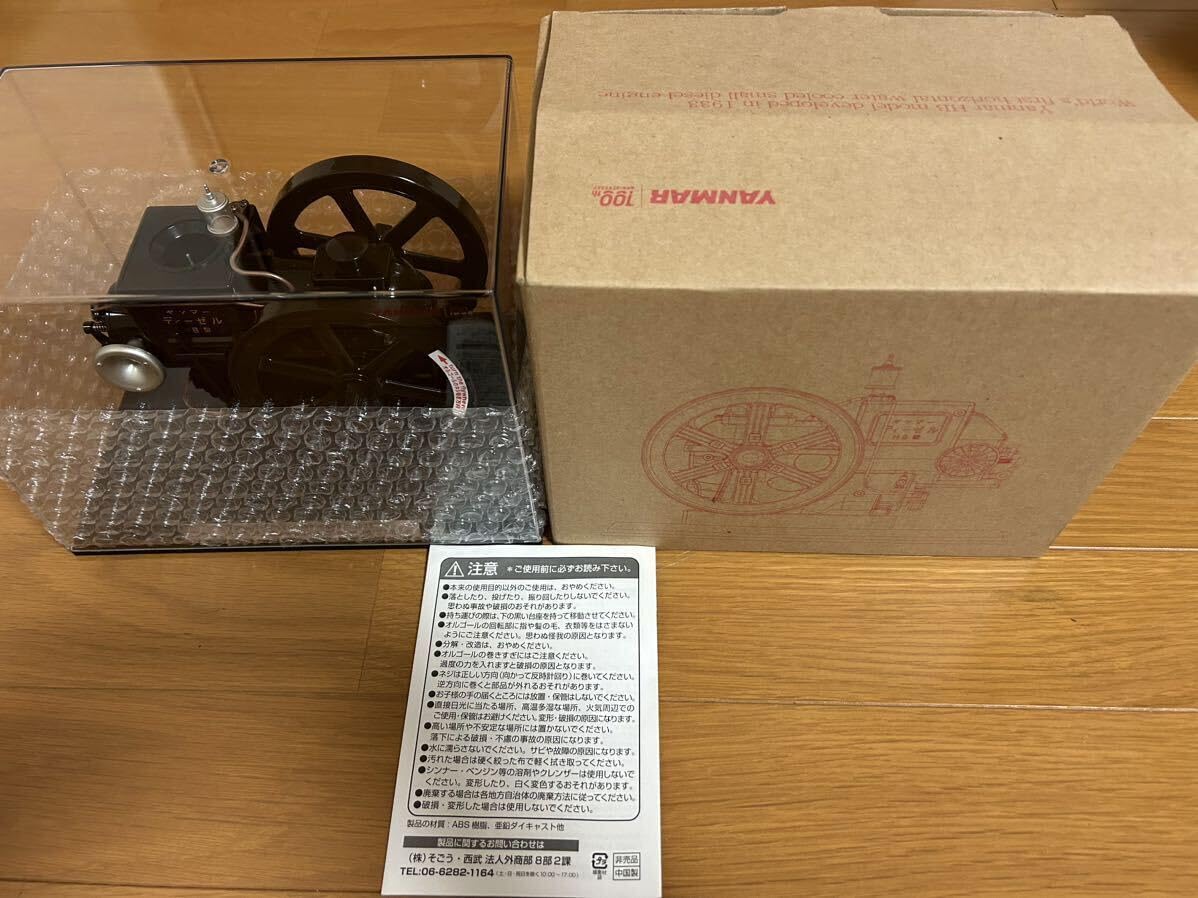 Yanmar HB model developed in 1933
World's first horizontal water cooled small diesel engine
YANMAR 100th ANNIVERSARY
ヤンマー
ディーゼル
HB型
⚠注意 *ご使用前に必ずお読み下さい。
●本来の使用目的以外のご使用は、おやめください。
●落としたり、投げたり、振り回したりしないでください。
思わぬ事故や破損のおそれがあります。
●持ち運びの際は、下の黒い台座を持って移動させてください。
●オルゴールの回転部に指や髪の毛、衣類等をはさまない
ようにご注意ください。思わぬ怪我の原因となります。
●分解・改造は、おやめください。
●オルゴールの巻きすぎにはご注意ください。
過度の力を入れますと破損の原因となります。
●ネジは正しい方向(向かって反時計回り)に巻いてください。
逆方向に巻くと部品が外れるおそれがあります。
●お子様の手の届くところには放置・保管はしないでください。
●直接日光に当たる場所、高温多湿な場所、火気周辺での
ご使用・保管はお避けください。変形・破損の原因になります。
●高い場所や不安定な場所には置かないでください。
落下による破損・不慮の事故の原因になります。
●水に濡らさないでください。サビや故障の原因になります。
●汚れた場合は硬く絞った布で軽く拭き取ってください。
●シンナー・ベンジン等の溶剤やクレンザーは使用しないで
ください。変形したり、白く変色するおそれがあります。
●廃棄する場合は各地方自治体の廃棄方法に従ってください。
●破損・変形した場合は使用しないでください。
製品の材質:ABS樹脂、亜鉛ダイキャスト他
製品に関するお問い合わせは
(株)そごう・西武 法人外商部8部2課
TEL:06-6282-1164(土・日・祝日を除く10:00~17:00)
非売品
中国製